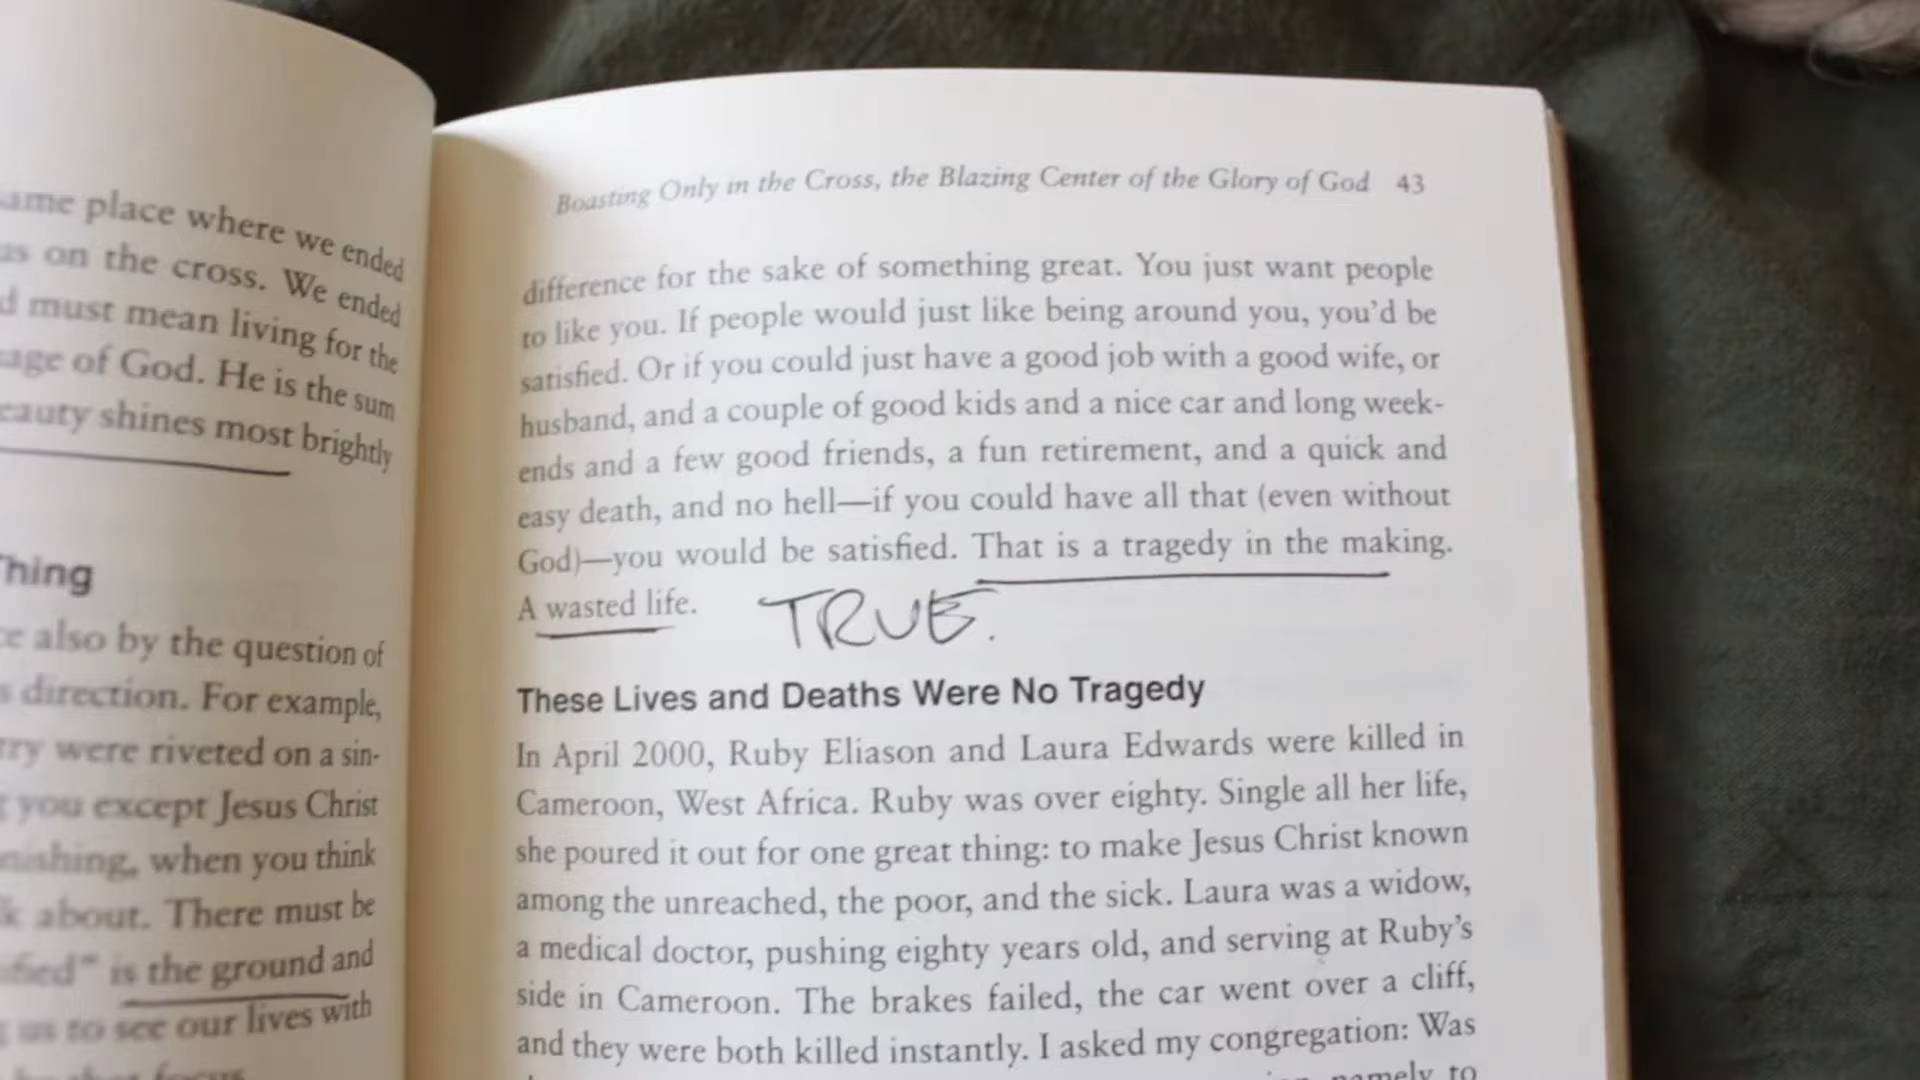 ame place where we ended
us on the cross. We ended
d must mean living for the
age of God. He is the sum
eauty shines most brightly
Thing
ce also by the question of
s direction. For example,
try were riveted on a sin-
g you except Jesus Christ
nishing, when you think
k about. There must be
ified" is the ground and
g us to see our lives with
Boasting Only in the Cross, the Blazing Center of the Glory of God 43
difference for the sake of something great. You just want people
to like you. If people would just like being around you, you'd be
satisfied. Or if you could just have a good job with a good wife, or
husband, and a couple of good kids and a nice car and long week-
ends and a few good friends, a fun retirement, and a quick and
easy death, and no hell—if you could have all that (even without
God)—you would be satisfied. That is a tragedy in the making.
A wasted life. TRUE.
These Lives and Deaths Were No Tragedy
In April 2000, Ruby Eliason and Laura Edwards were killed in
Cameroon, West Africa. Ruby was over eighty. Single all her life,
she poured it out for one great thing: to make Jesus Christ known
among the unreached, the poor, and the sick. Laura was a widow,
a medical doctor, pushing eighty years old, and serving at Ruby's
side in Cameroon. The brakes failed, the car went over a cliff,
and they were both killed instantly. I asked my congregation: Was
namely to